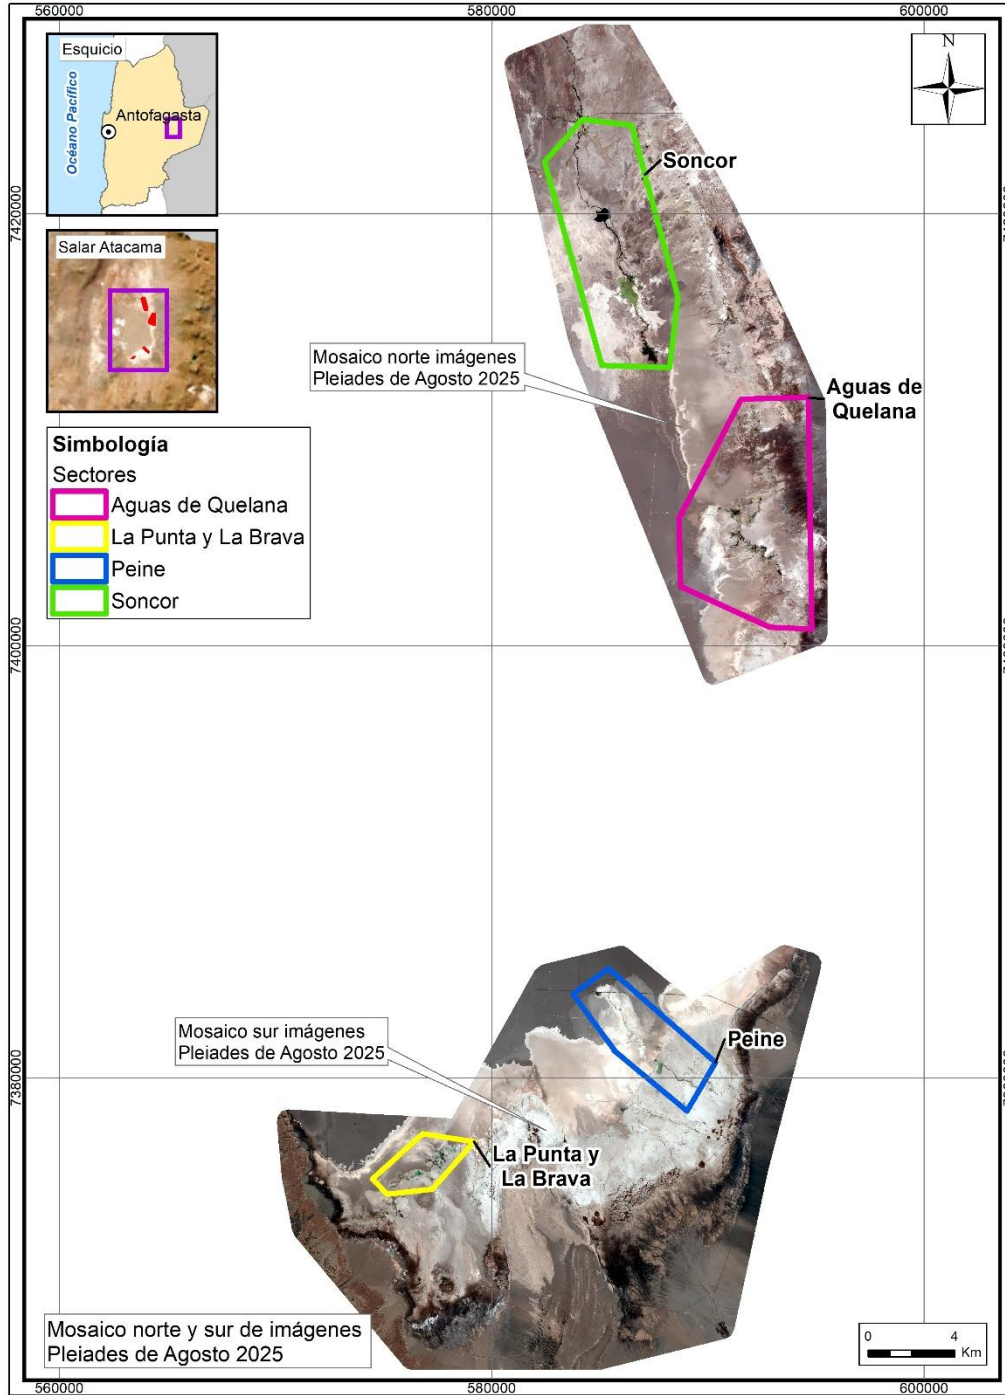 560000
580000
600000
Esquicio
Océano Pacífico
Antofagasta
N
Soncor
7420000
Salar Atacama
Mosaico norte imágenes
Pleiades de Agosto 2025
Aguas de
Quelana
Simbología
Sectores
Aguas de Quelana
La Punta y La Brava
Peine
Soncor
7400000
Mosaico sur imágenes
Pleiades de Agosto 2025
Peine
7380000
La Punta y
La Brava
Mosaico norte y sur de imágenes
Pleiades de Agosto 2025
0 4
Km
560000
580000
600000